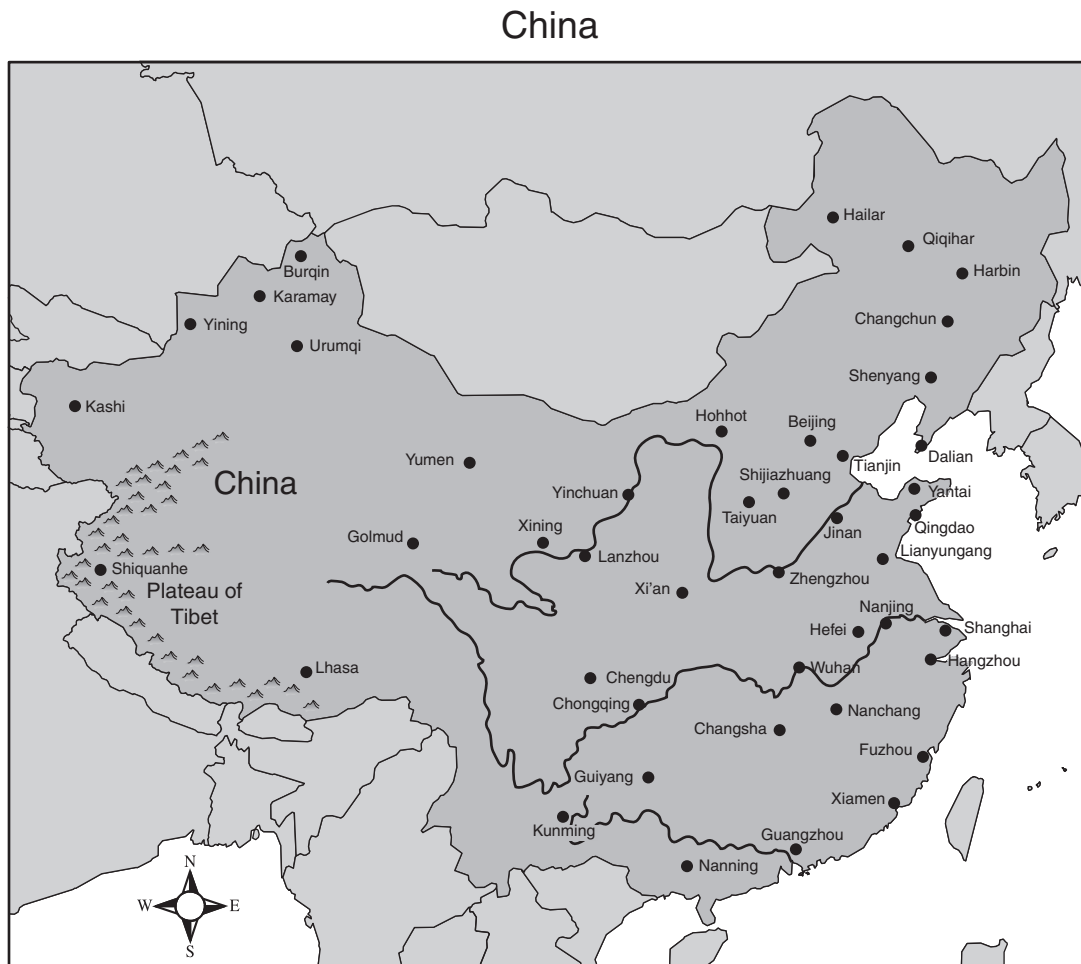 China
Hailar
Qiqihar
Burqin
Harbin
Karamay
Yining
Changchun
Urumqi
Shenyang
Kashi
Hohhot
Beijing
Dalian
Yumen
Tianjin
China
Shijiazhuang
Yantai
Yinchuan
Taiyuan
Xining
Qingdao
Golmud
Jinan
Lanzhou
Lianyungang
Shiquanhe
Zhengzhou
Plateau of
Tibet
Xi'an
Nanjing
Hefei
Shanghai
Lhasa
Wuhan
Hangzhou
Chengdu
Chongqing
Nanchang
Changsha
Fuzhou
Guiyang
Xiamen
Kunming
Guangzhou
Nanning
N
W E
S